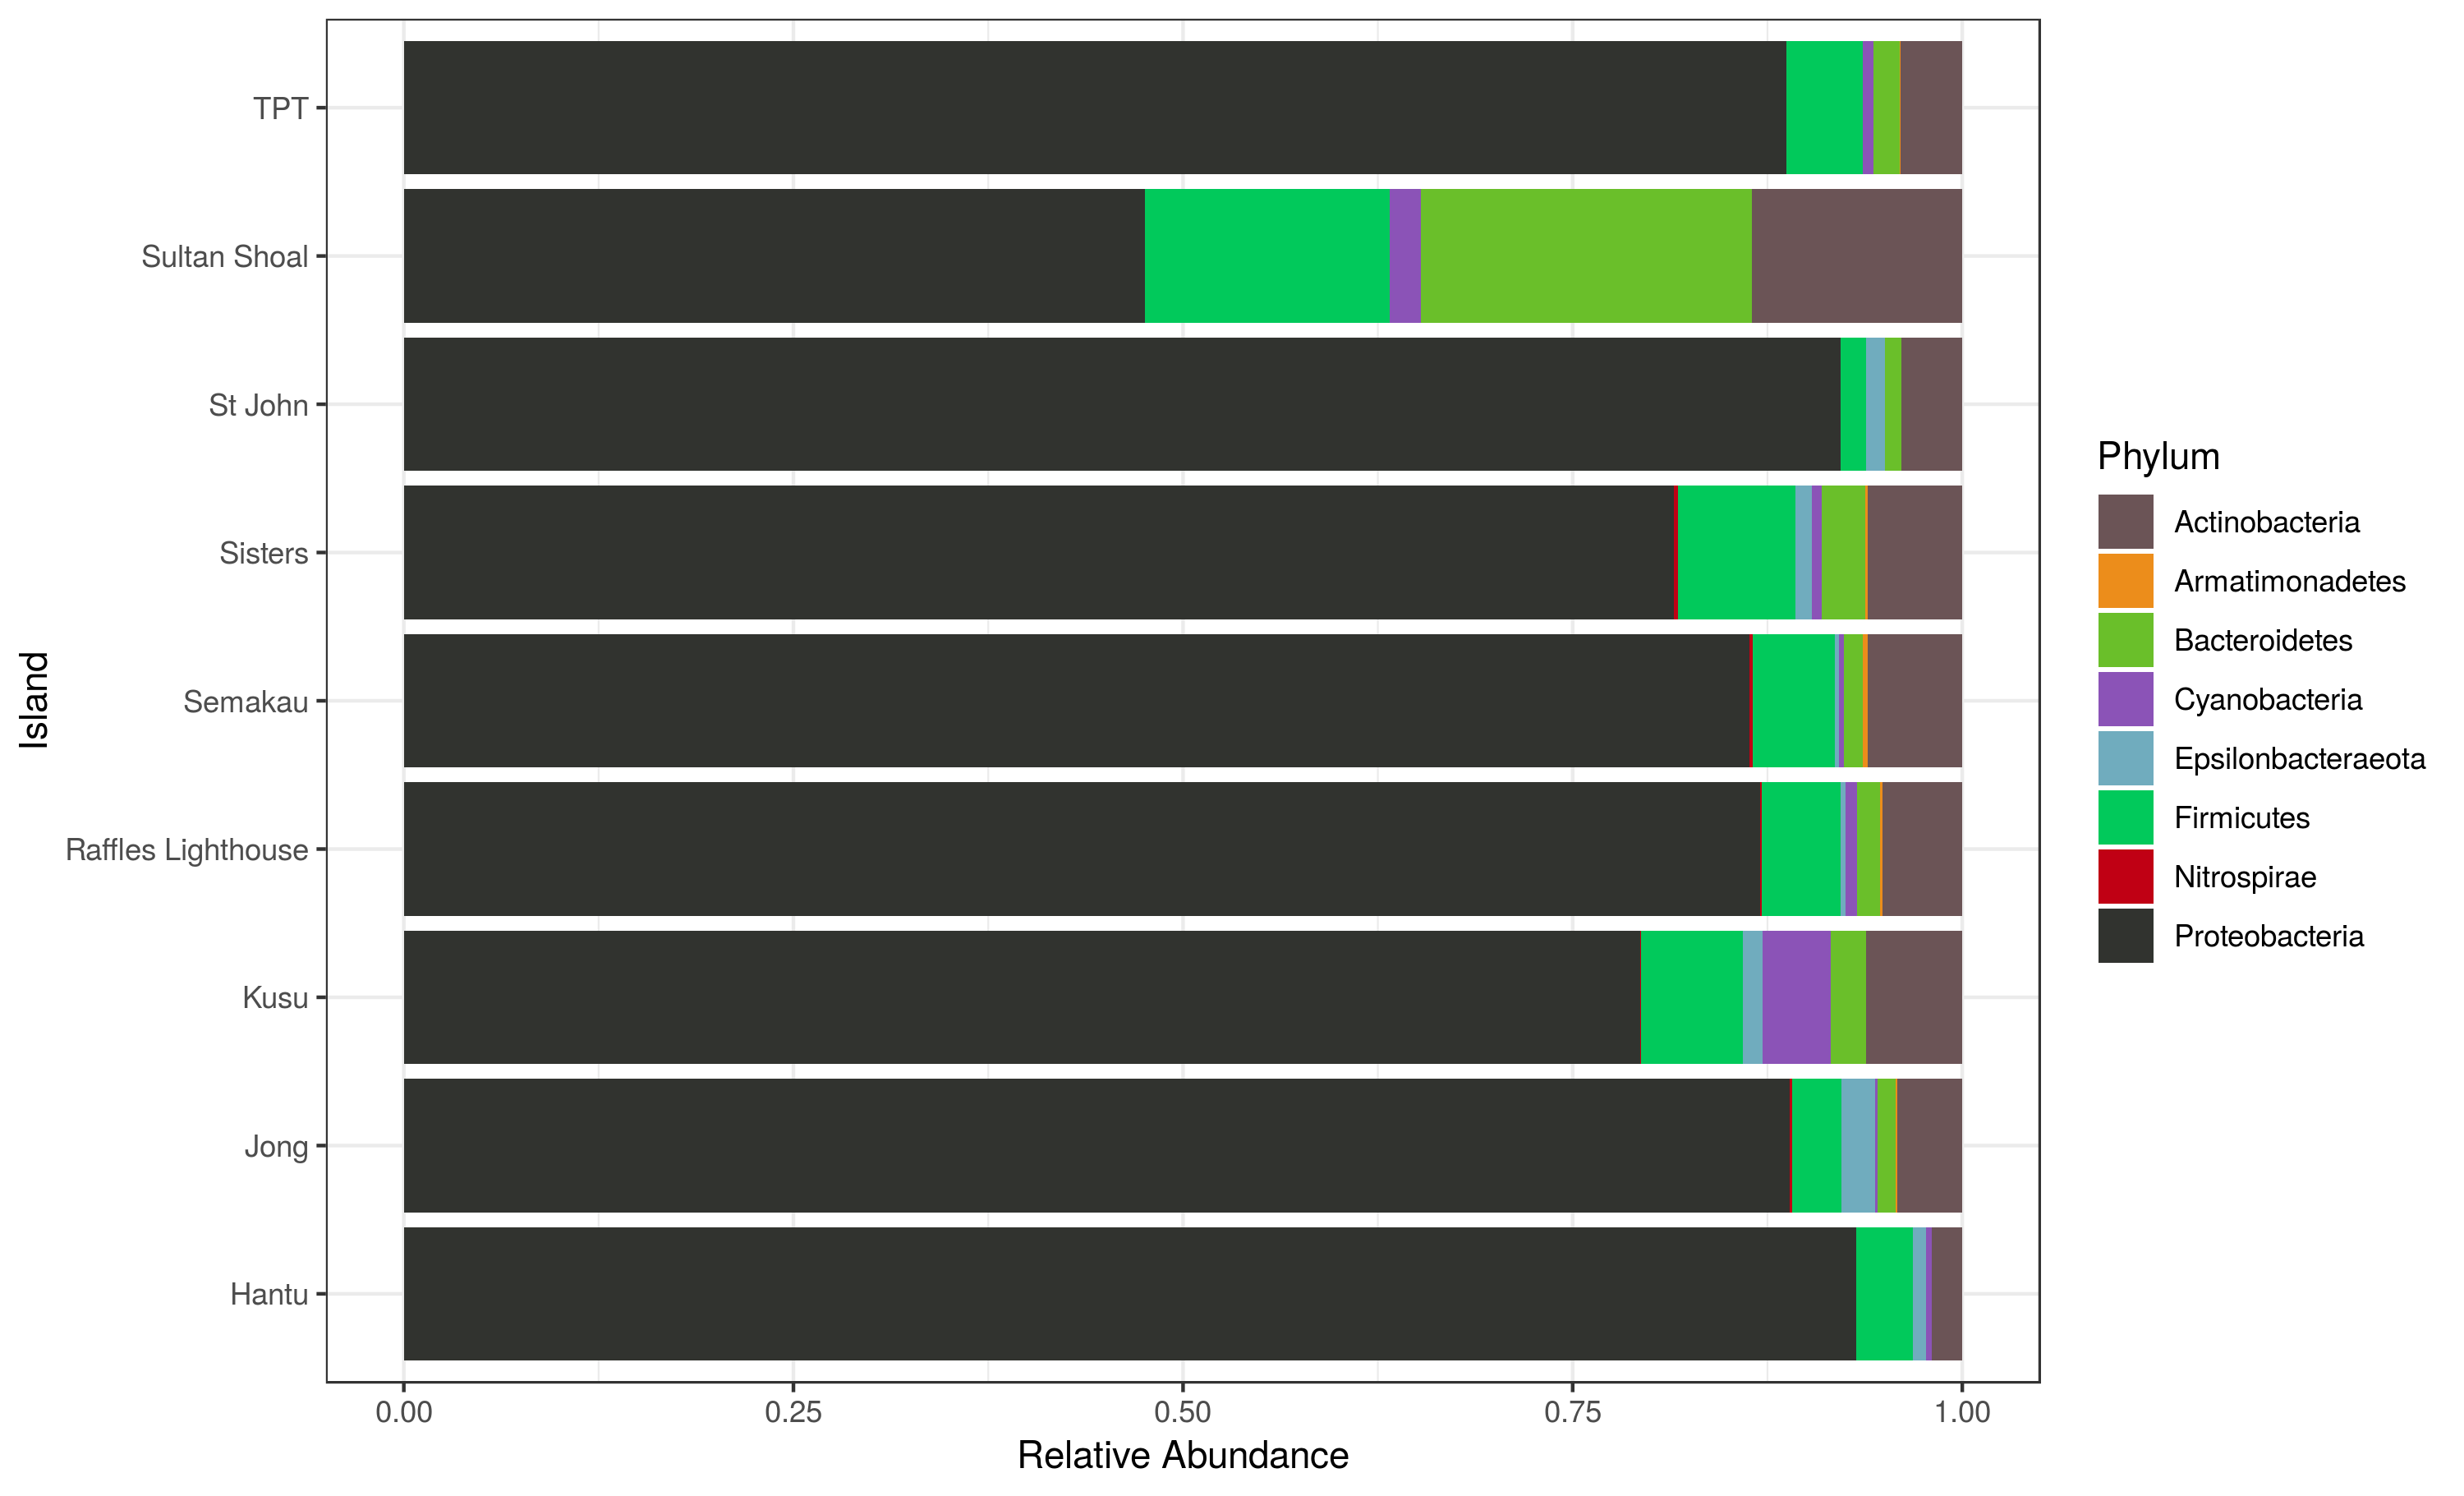 TPT
Sultan Shoal
St John
Sisters
Semakau
Raffles Lighthouse
Kusu
Jong
Hantu
Island
0.00 0.25 0.50 0.75 1.00
Relative Abundance
Phylum
Actinobacteria
Armatimonadetes
Bacteroidetes
Cyanobacteria
Epsilonbacteraeota
Firmicutes
Nitrospirae
Proteobacteria